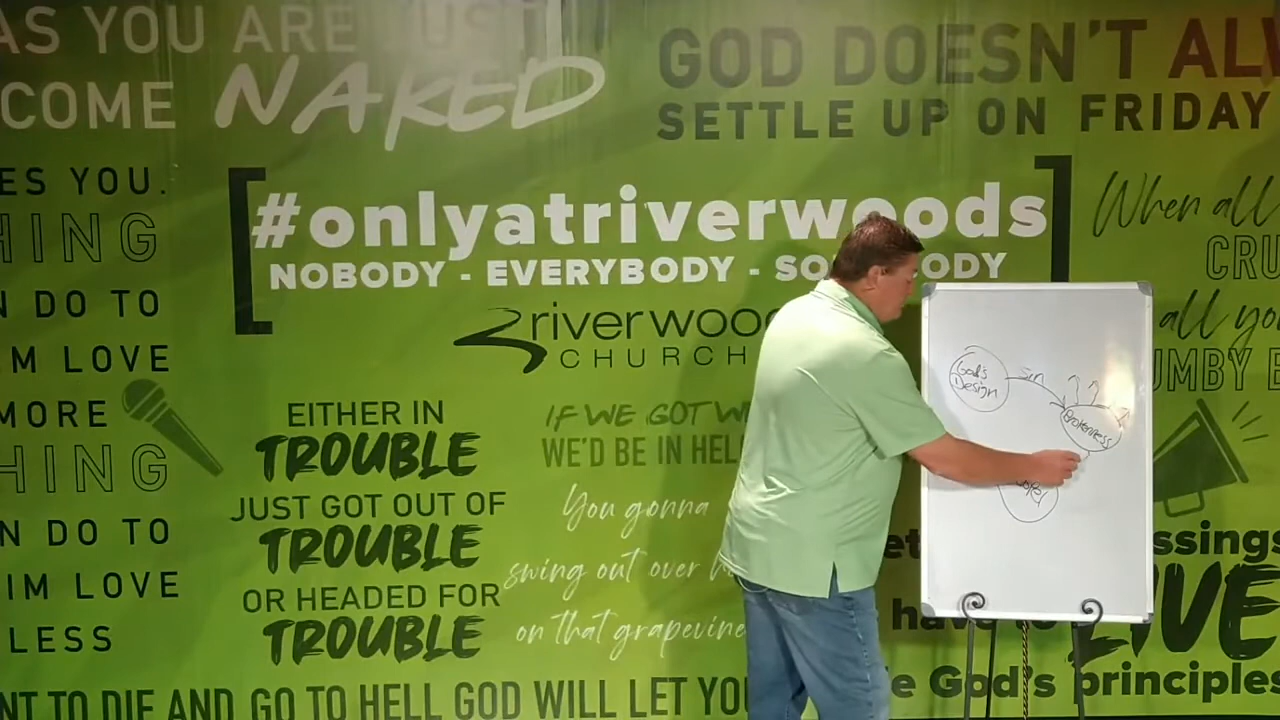 AS YOU ARE JUST
COME NAKED
GOD DOESN'T
SETTLE UP ON FRIDAY
ES YOU.
HING
N DO TO
M LOVE
MORE
HING
N DO TO
IM LOVE
LESS
#onlyatriverwoods
NOBODY - EVERYBODY -
riverwoo
CHURCH
EITHER IN
TROUBLE
JUST GOT OUT OF
TROUBLE
OR HEADED FOR
TROUBLE
IF WE GOT
WE'D BE IN HEL
You gonna
swing out over
on that grapevine
When all
CRU
all yo
UMBY
God's
Design
Sin
Brokenness
ssings
have to LIVE
e God's principles
NT TO DIE AND GO TO HELL GOD WILL LET YOU